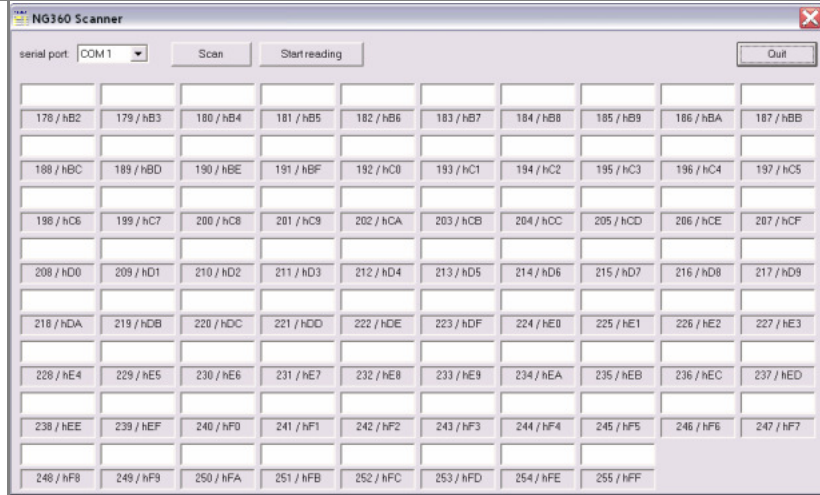 NG360 Scanner
serial port: COM 1 Scan Start reading Quit
178 / hB2 179 / hB3 180 / hB4 181 / hB5 182 / hB6 183 / hB7 184 / hB8 185 / hB9 186 / hBA 187 / hBB
188 / hBC 189 / hBD 190 / hBE 191 / hBF 192 / hC0 193 / hC1 194 / hC2 195 / hC3 196 / hC4 197 / hC5
198 / hC6 199 / hC7 200 / hC8 201 / hC9 202 / hCA 203 / hCB 204 / hCC 205 / hCD 206 / hCE 207 / hCF
208 / hD0 209 / hD1 210 / hD2 211 / hD3 212 / hD4 213 / hD5 214 / hD6 215 / hD7 216 / hD8 217 / hD9
218 / hDA 219 / hDB 220 / hDC 221 / hDD 222 / hDE 223 / hDF 224 / hE0 225 / hE1 226 / hE2 227 / hE3
228 / hE4 229 / hE5 230 / hE6 231 / hE7 232 / hE8 233 / hE9 234 / hEA 235 / hEB 236 / hEC 237 / hED
238 / hEE 239 / hEF 240 / hF0 241 / hF1 242 / hF2 243 / hF3 244 / hF4 245 / hF5 246 / hF6 247 / hF7
248 / hF8 249 / hF9 250 / hFA 251 / hFB 252 / hFC 253 / hFD 254 / hFE 255 / hFF